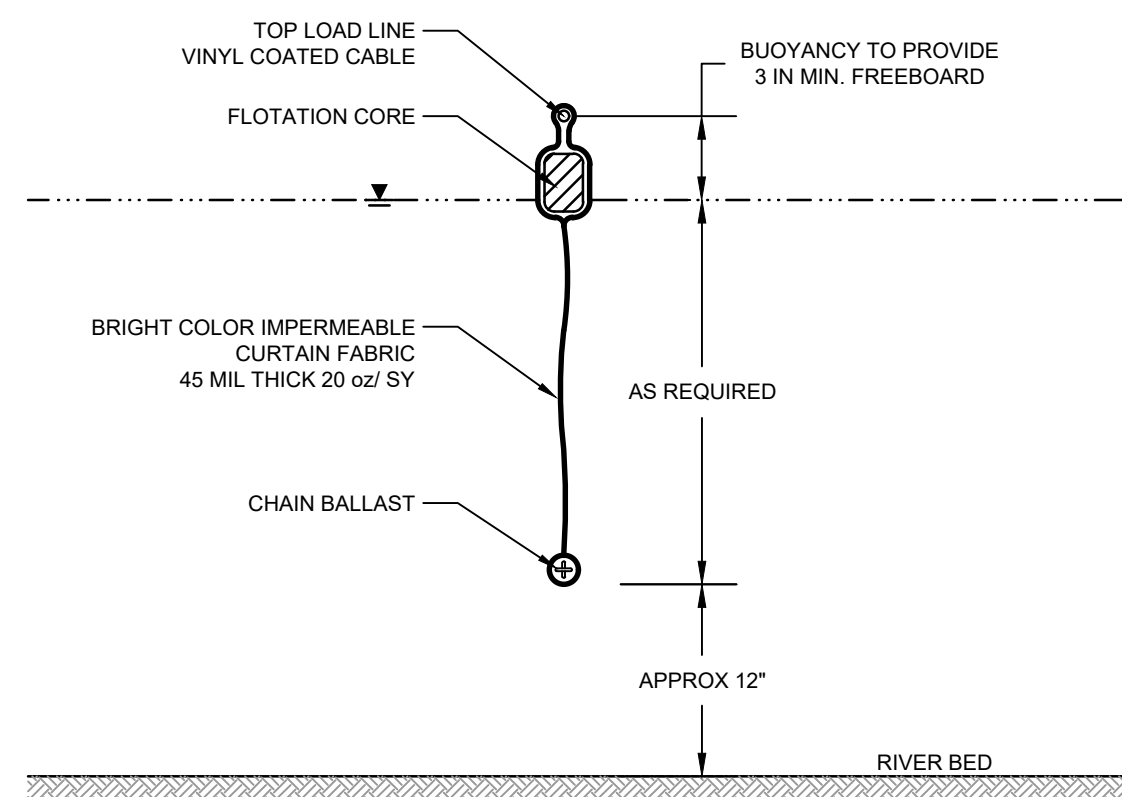 TOP LOAD LINE
VINYL COATED CABLE
BUOYANCY TO PROVIDE
3 IN MIN. FREEBOARD
FLOTATION CORE
BRIGHT COLOR IMPERMEABLE
CURTAIN FABRIC
45 MIL THICK 20 oz/ SY
AS REQUIRED
CHAIN BALLAST
APPROX 12"
RIVER BED